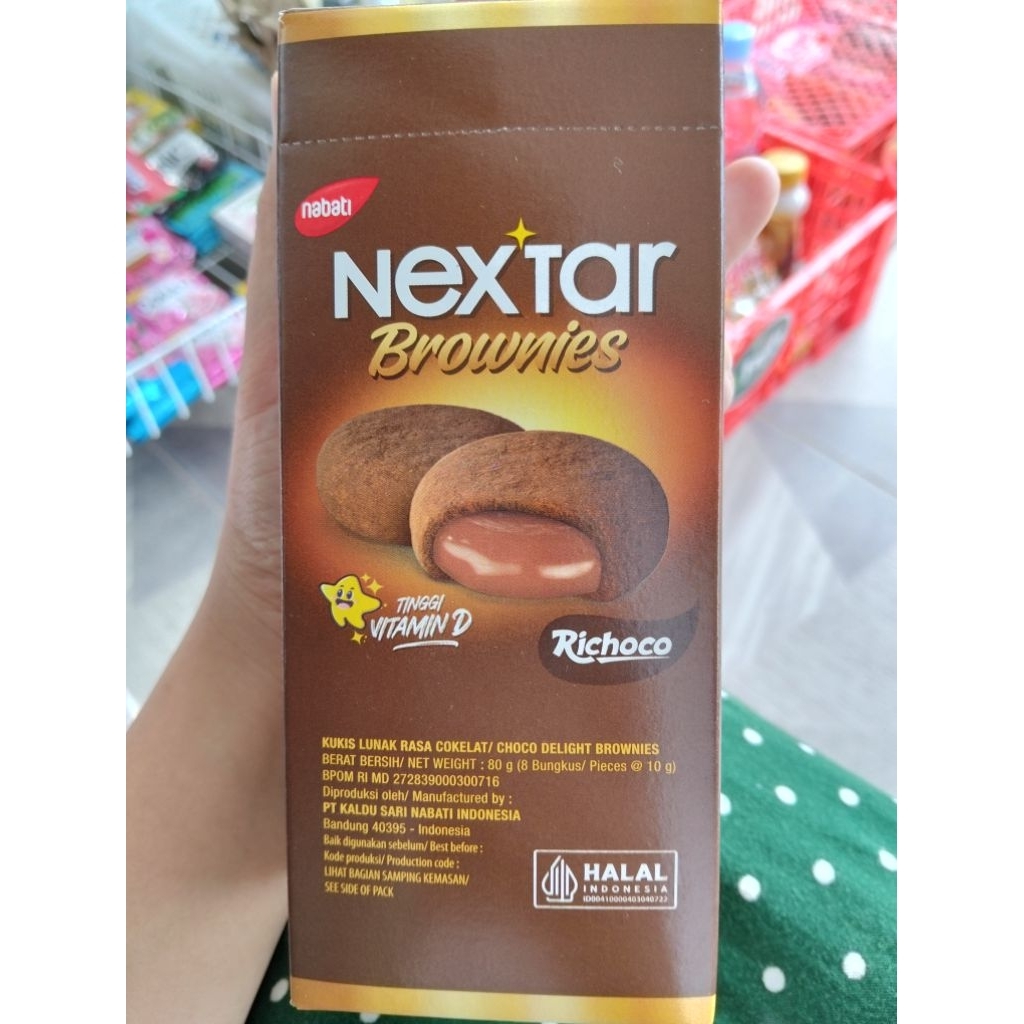 nabati
Nextar
Brownies
TINGGI
VITAMIN D
Richoco
KUKIS LUNAK RASA COKELAT/ CHOCO DELIGHT BROWNIES
BERAT BERSIH/ NET WEIGHT : 80 g (8 Bungkus/ Pieces @ 10 g)
BPOM RI MD 272839000300716
Diproduksi oleh/ Manufactured by :
PT KALDU SARI NABATI INDONESIA
Bandung 40395 - Indonesia
Baik digunakan sebelum/ Best before :
Kode produksi/ Production code :
LIHAT BAGIAN SAMPING KEMASAN/
SEE SIDE OF PACK
HALAL
INDONESIA